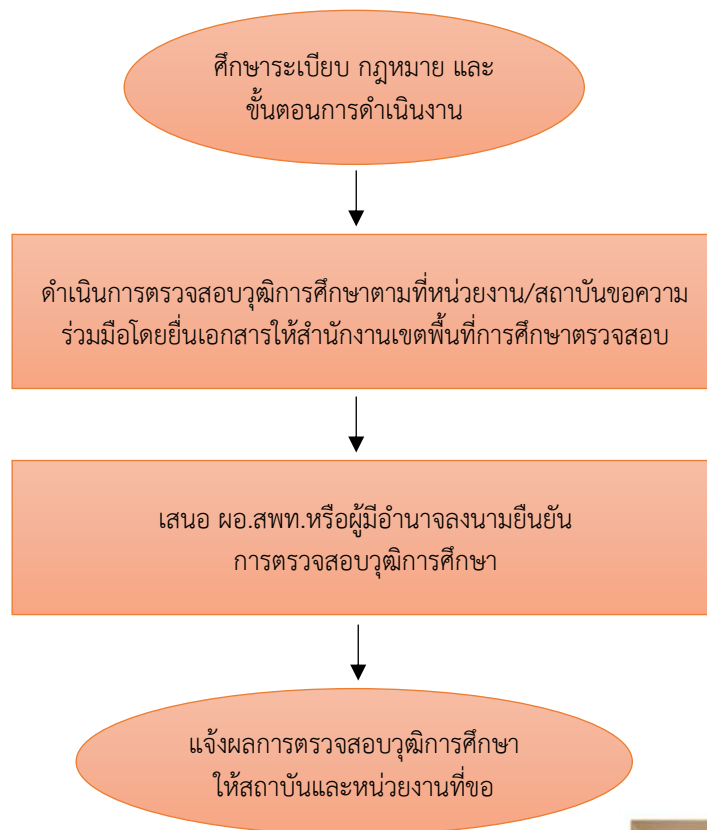 ศึกษาระเบียบ กฎหมาย และ
ขั้นตอนการดำเนินงาน
ดำเนินการตรวจสอบวุฒิการศึกษาตามที่หน่วยงาน/สถาบันขอความ
ร่วมมือโดยยื่นเอกสารให้สำนักงานเขตพื้นที่การศึกษาตรวจสอบ
เสนอ ผอ.สพท.หรือผู้มีอำนาจลงนามยืนยัน
การตรวจสอบวุฒิการศึกษา
แจ้งผลการตรวจสอบวุฒิการศึกษา
ให้สถาบันและหน่วยงานที่ขอ